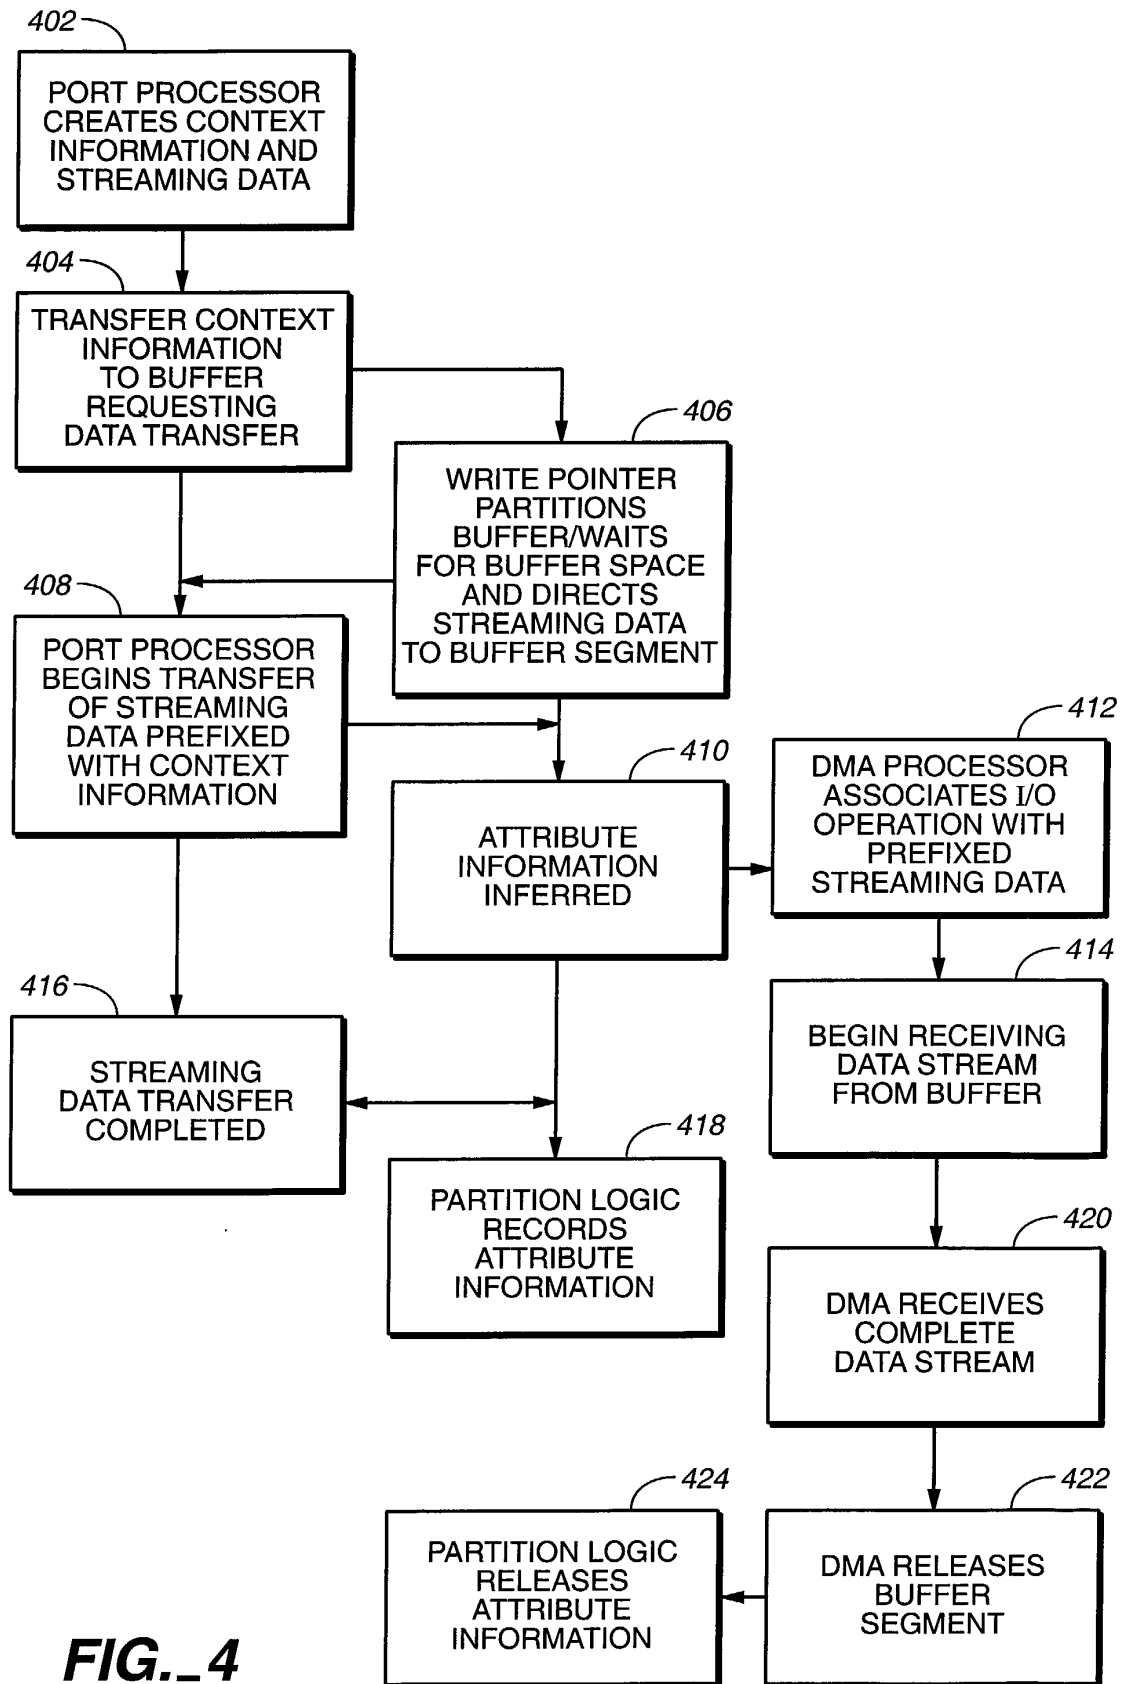 402
PORT PROCESSOR
CREATES CONTEXT
INFORMATION AND
STREAMING DATA
404
TRANSFER CONTEXT
INFORMATION
TO BUFFER
REQUESTING
DATA TRANSFER
406
WRITE POINTER
PARTITIONS
BUFFER/WAITS
FOR BUFFER SPACE
AND DIRECTS
STREAMING DATA
TO BUFFER SEGMENT
408
PORT PROCESSOR
BEGINS TRANSFER
OF STREAMING
DATA PREFIXED
WITH CONTEXT
INFORMATION
410
ATTRIBUTE
INFORMATION
INFERRED
412
DMA PROCESSOR
ASSOCIATES I/O
OPERATION WITH
PREFIXED
STREAMING DATA
414
BEGIN RECEIVING
DATA STREAM
FROM BUFFER
416
STREAMING
DATA TRANSFER
COMPLETED
418
PARTITION LOGIC
RECORDS
ATTRIBUTE
INFORMATION
420
DMA RECEIVES
COMPLETE
DATA STREAM
422
DMA RELEASES
BUFFER
SEGMENT
424
PARTITION LOGIC
RELEASES
ATTRIBUTE
INFORMATION
FIG._4